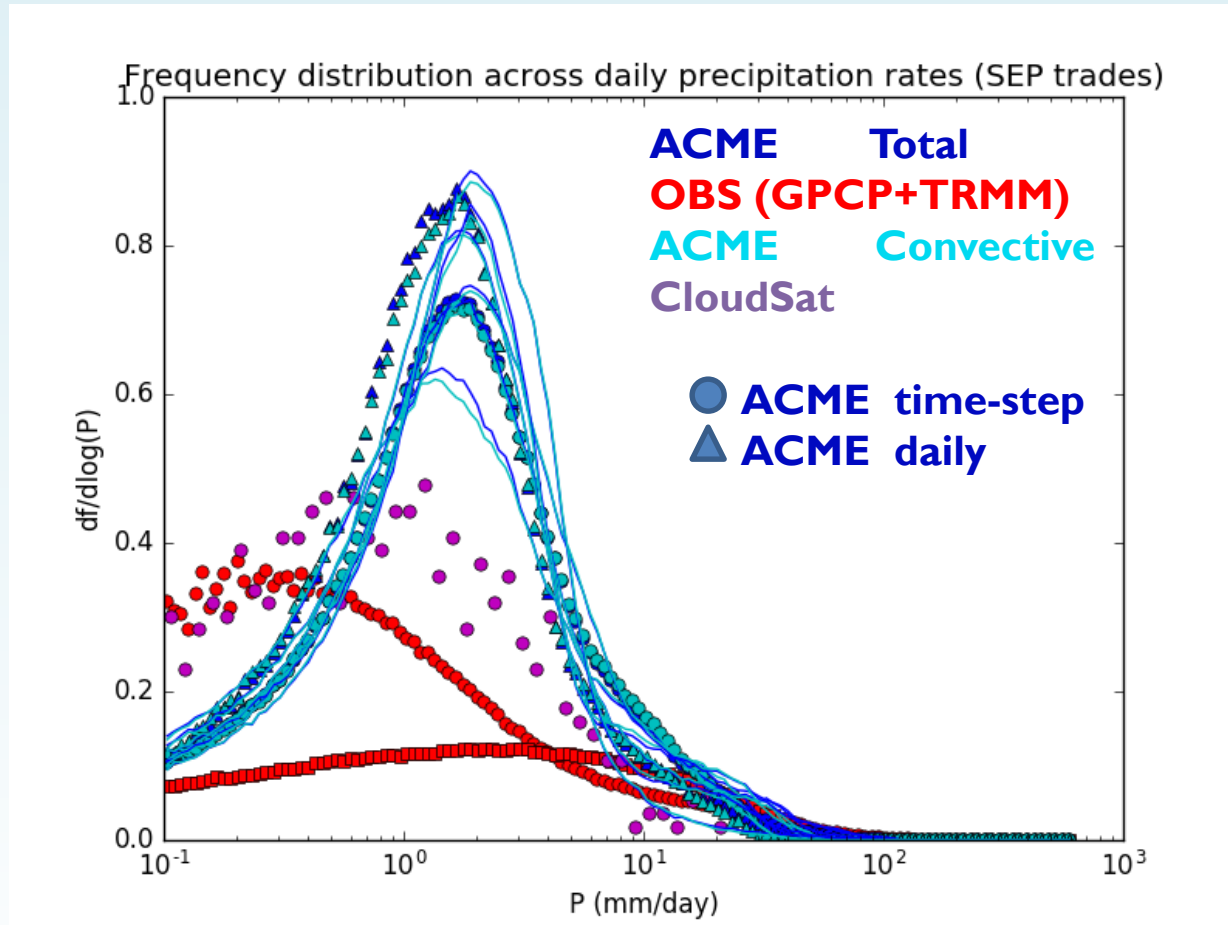 Frequency distribution across daily precipitation rates (SEP trades)
1.0
0.8
0.6
0.4
0.2
0.0
df/dlog(P)
ACME Total
OBS (GPCP+TRMM)
ACME Convective
CloudSat
ACME time-step
ACME daily
10⁻¹ 10⁰ 10¹ 10² 10³
P (mm/day)